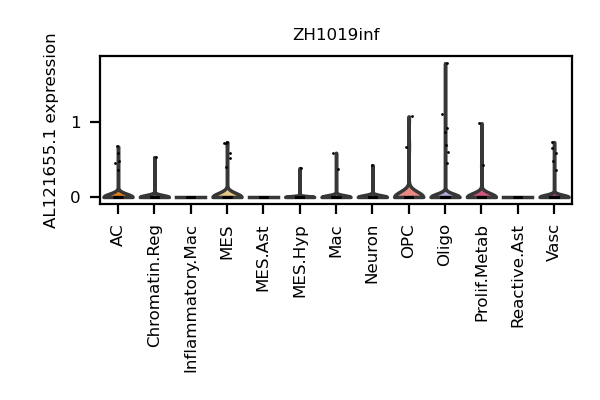 ZH1019inf
AL121655.1 expression
1
0
AC
Chromatin.Reg
Inflammatory.Mac
MES
MES.Ast
MES.Hyp
Mac
Neuron
OPC
Oligo
Prolif.Metab
Reactive.Ast
Vasc